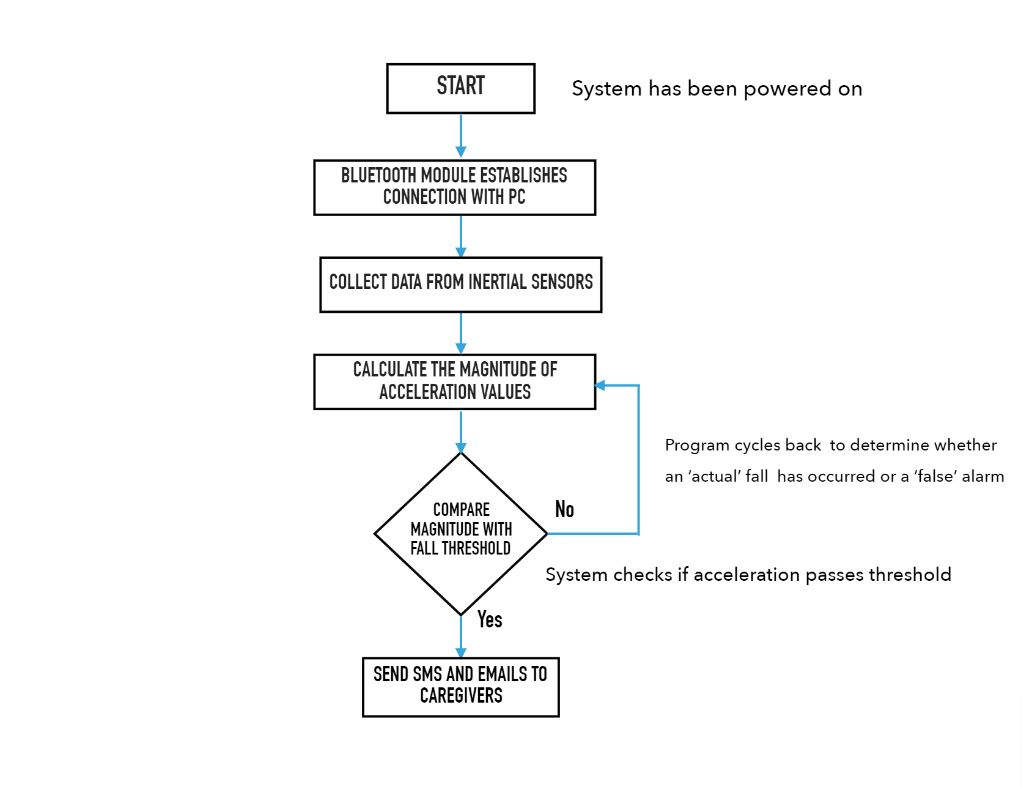 START
System has been powered on
BLUETOOTH MODULE ESTABLISHES
CONNECTION WITH PC
COLLECT DATA FROM INERTIAL SENSORS
CALCULATE THE MAGNITUDE OF
ACCELERATION VALUES
Program cycles back  to determine whether
an ‘actual’ fall  has occurred or a ‘false’ alarm
COMPARE
MAGNITUDE WITH
FALL THRESHOLD
No
System checks if acceleration passes threshold
Yes
SEND SMS AND EMAILS TO
CAREGIVERS